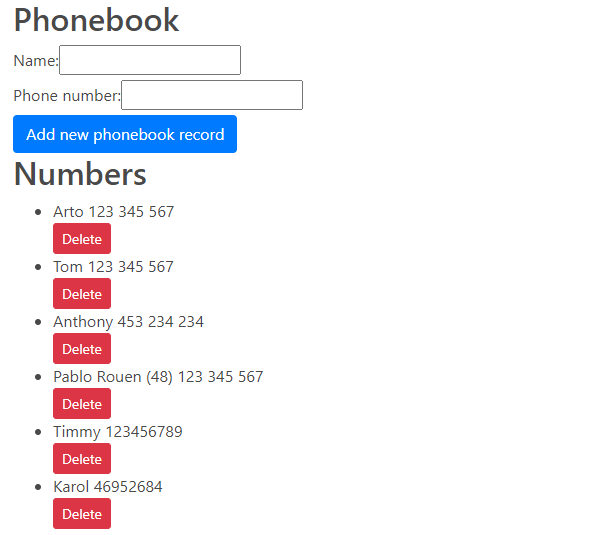 Phonebook
Name:
Phone number:
Add new phonebook record
Numbers
Arto 123 345 567
Delete
Tom 123 345 567
Delete
Anthony 453 234 234
Delete
Pablo Rouen (48) 123 345 567
Delete
Timmy 123456789
Delete
Karol 46952684
Delete